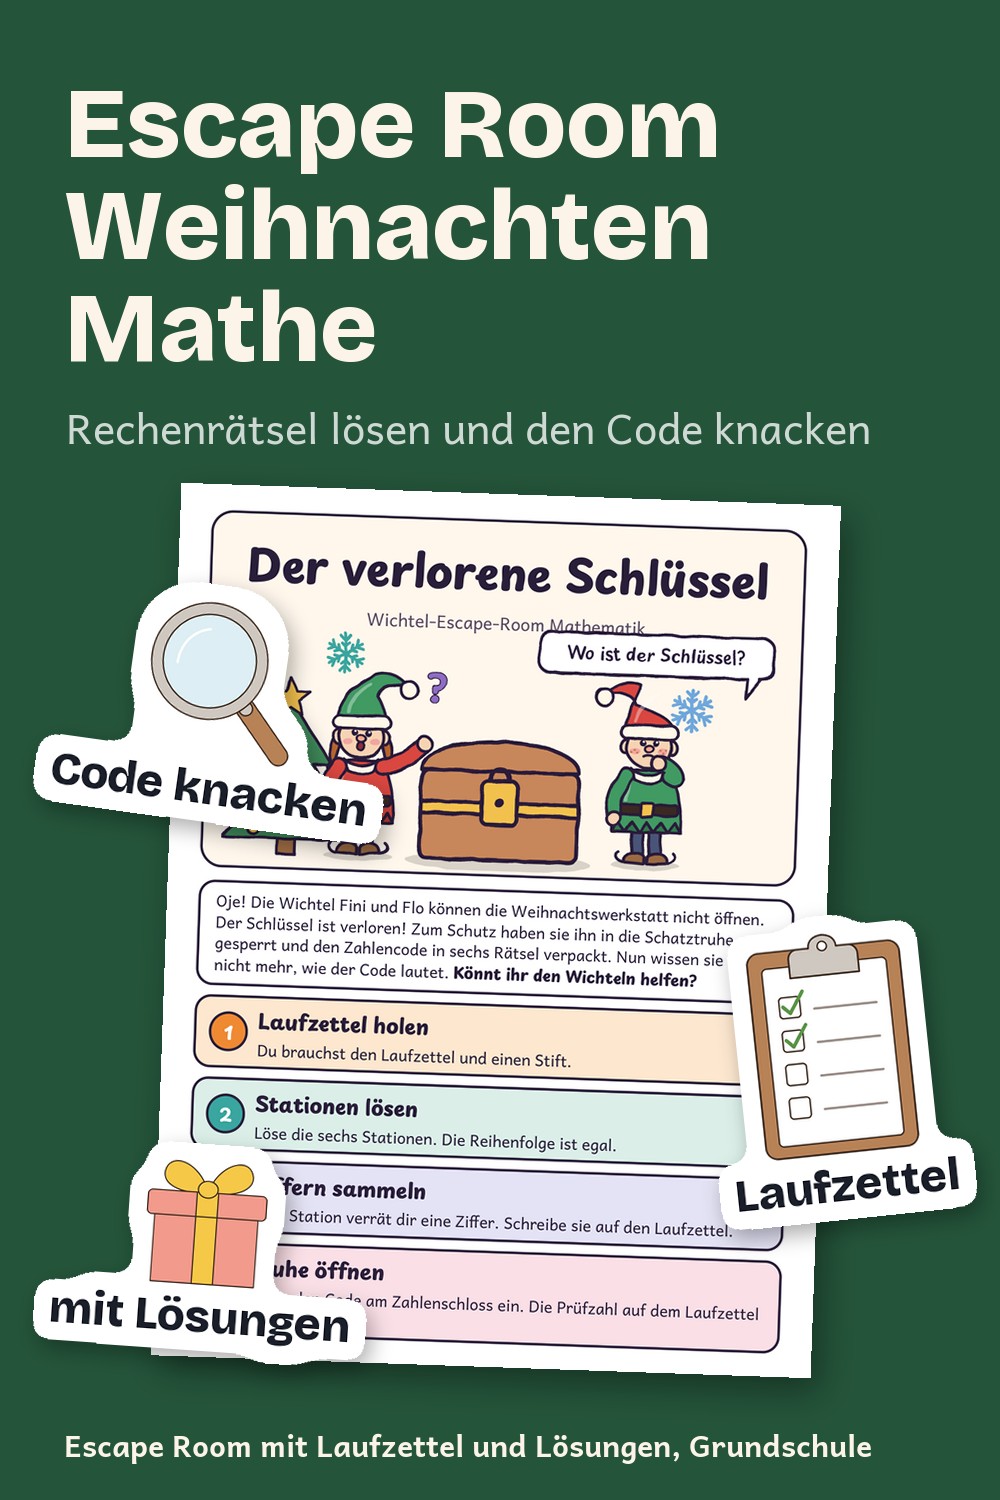 Escape Room
Weihnachten
Mathe
Rechenrätsel lösen und den Code knacken
Der verlorene Schlüssel
Wichtel-Escape-Room Mathematik
Wo ist der Schlüssel?
?
Code knacken
Oje! Die Wichtel Fini und Flo können die Weihnachtswerkstatt nicht öffnen.
Der Schlüssel ist verloren! Zum Schutz haben sie ihn in die Schatztruhe
gesperrt und den Zahlencode in sechs Rätsel verpackt. Nun wissen sie
nicht mehr, wie der Code lautet. Könnt ihr den Wichteln helfen?
1 Laufzettel holen
Du brauchst den Laufzettel und einen Stift.
2 Stationen lösen
Löse die sechs Stationen. Die Reihenfolge ist egal.
Laufzettel
ffern sammeln
Station verrät dir eine Ziffer. Schreibe sie auf den Laufzettel.
uhe öffnen
Code am Zahlenschloss ein. Die Prüfzahl auf dem Laufzettel
mit Lösungen
Escape Room mit Laufzettel und Lösungen, Grundschule